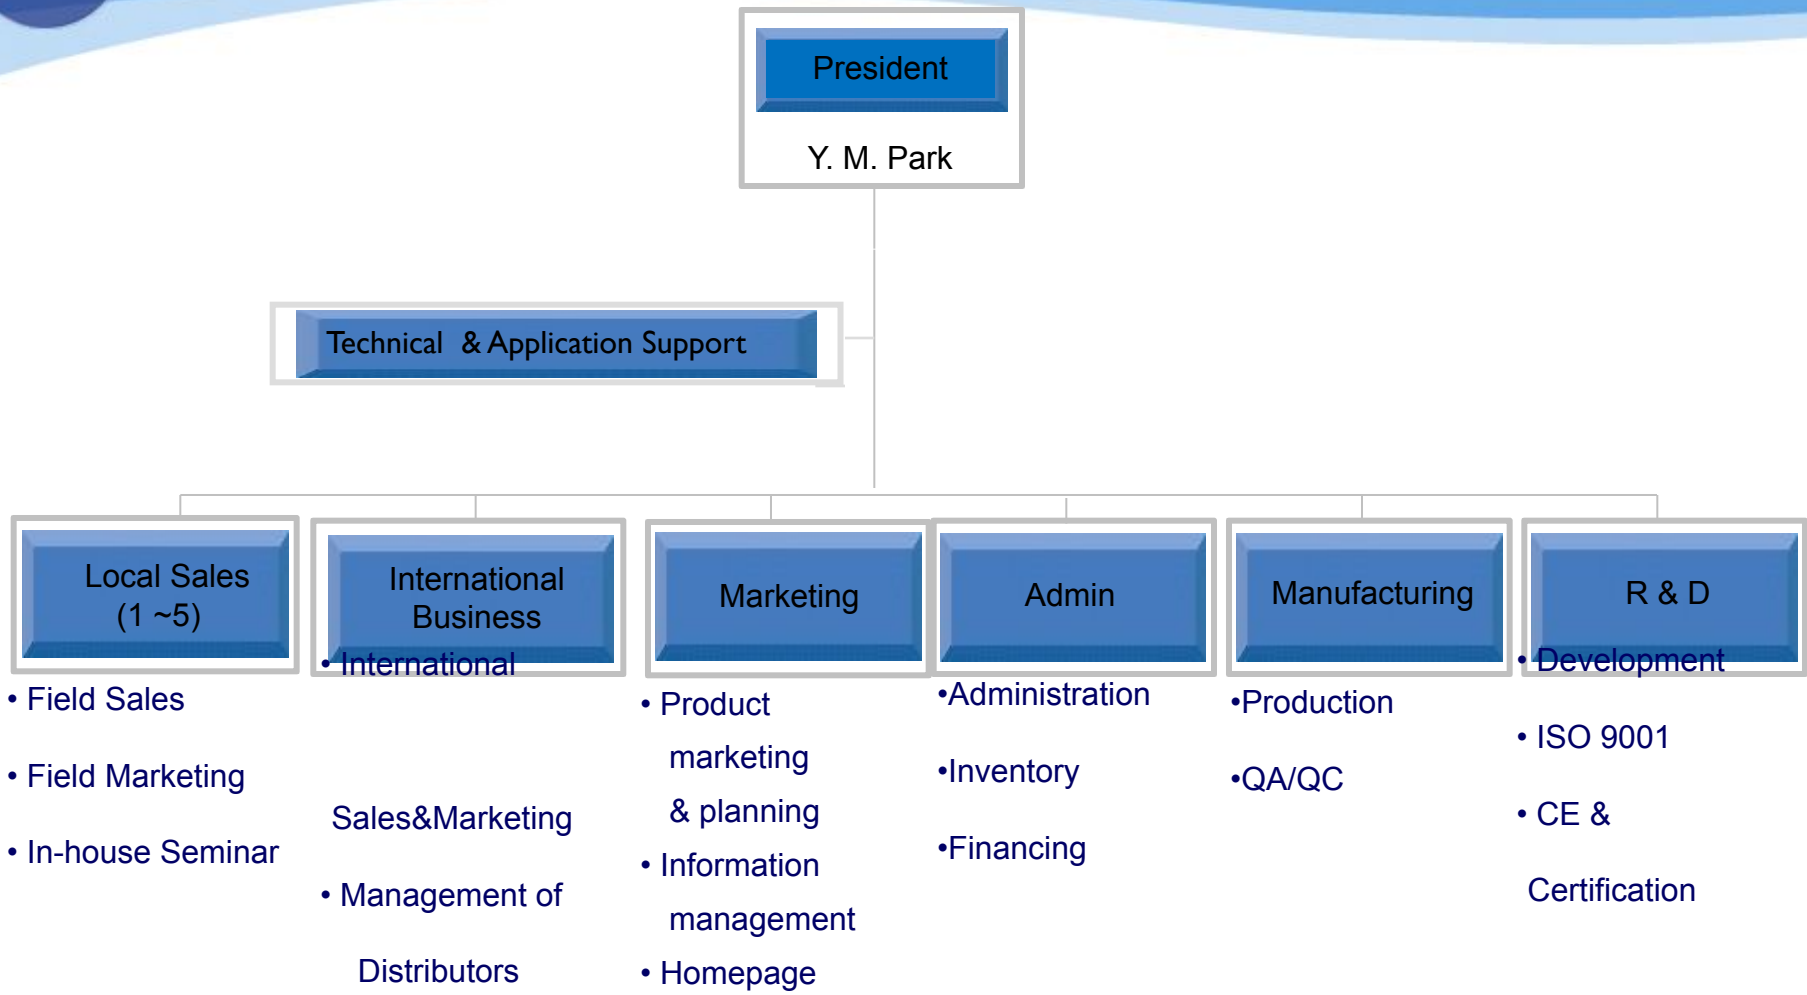 President
Y. M. Park
Technical & Application Support
Local Sales
(1 ~5)
• Field Sales
• Field Marketing
• In-house Seminar
International
Business
• International
Sales&Marketing
• Management of
Distributors
Marketing
• Product
marketing
& planning
• Information
management
• Homepage
Admin
•Administration
•Inventory
•Financing
Manufacturing
•Production
•QA/QC
R & D
• Development
• ISO 9001
• CE &
Certification